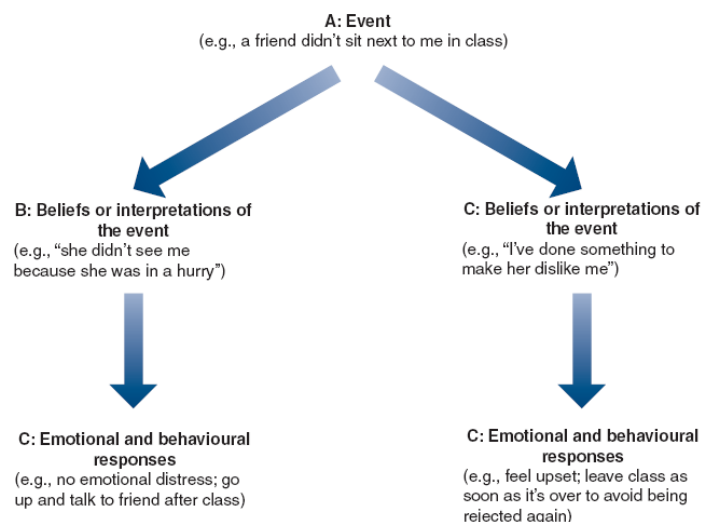 A: Event
(e.g., a friend didn't sit next to me in class)
B: Beliefs or interpretations of
the event
(e.g., "she didn't see me
because she was in a hurry")
C: Beliefs or interpretations of
the event
(e.g., "I've done something to
make her dislike me")
C: Emotional and behavioural
responses
(e.g., no emotional distress; go
up and talk to friend after class)
C: Emotional and behavioural
responses
(e.g., feel upset; leave class as
soon as it's over to avoid being
rejected again)